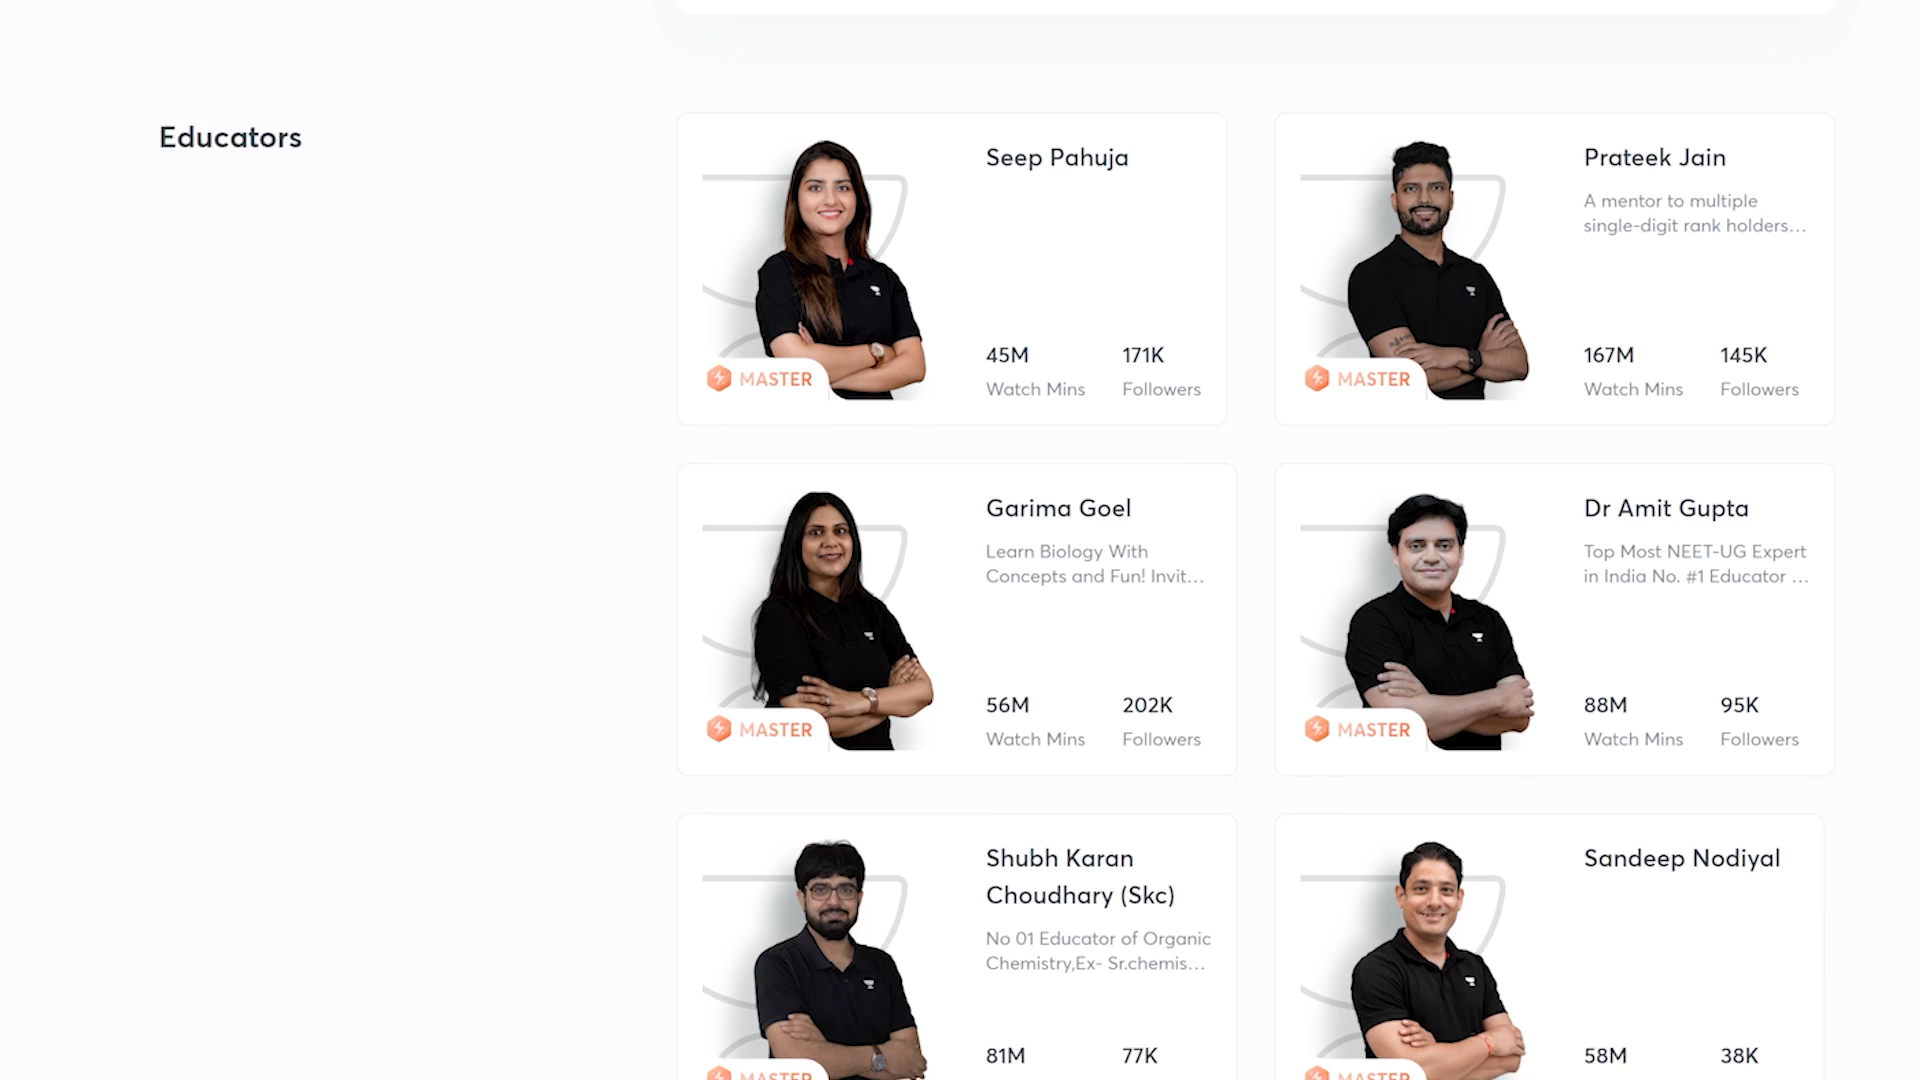 Educators
Seep Pahuja
45M
171K
Watch Mins
Followers
MASTER
Prateek Jain
A mentor to multiple
single-digit rank holders...
167M
145K
Watch Mins
Followers
MASTER
Garima Goel
Learn Biology With
Concepts and Fun! Invit...
56M
202K
Watch Mins
Followers
MASTER
Dr Amit Gupta
Top Most NEET-UG Expert
in India No. #1 Educator ...
88M
95K
Watch Mins
Followers
MASTER
Shubh Karan
Choudhary (Skc)
No 01 Educator of Organic
Chemistry,Ex- Sr.chemis...
81M
77K
MASTER
Sandeep Nodiyal
58M
38K
MASTER